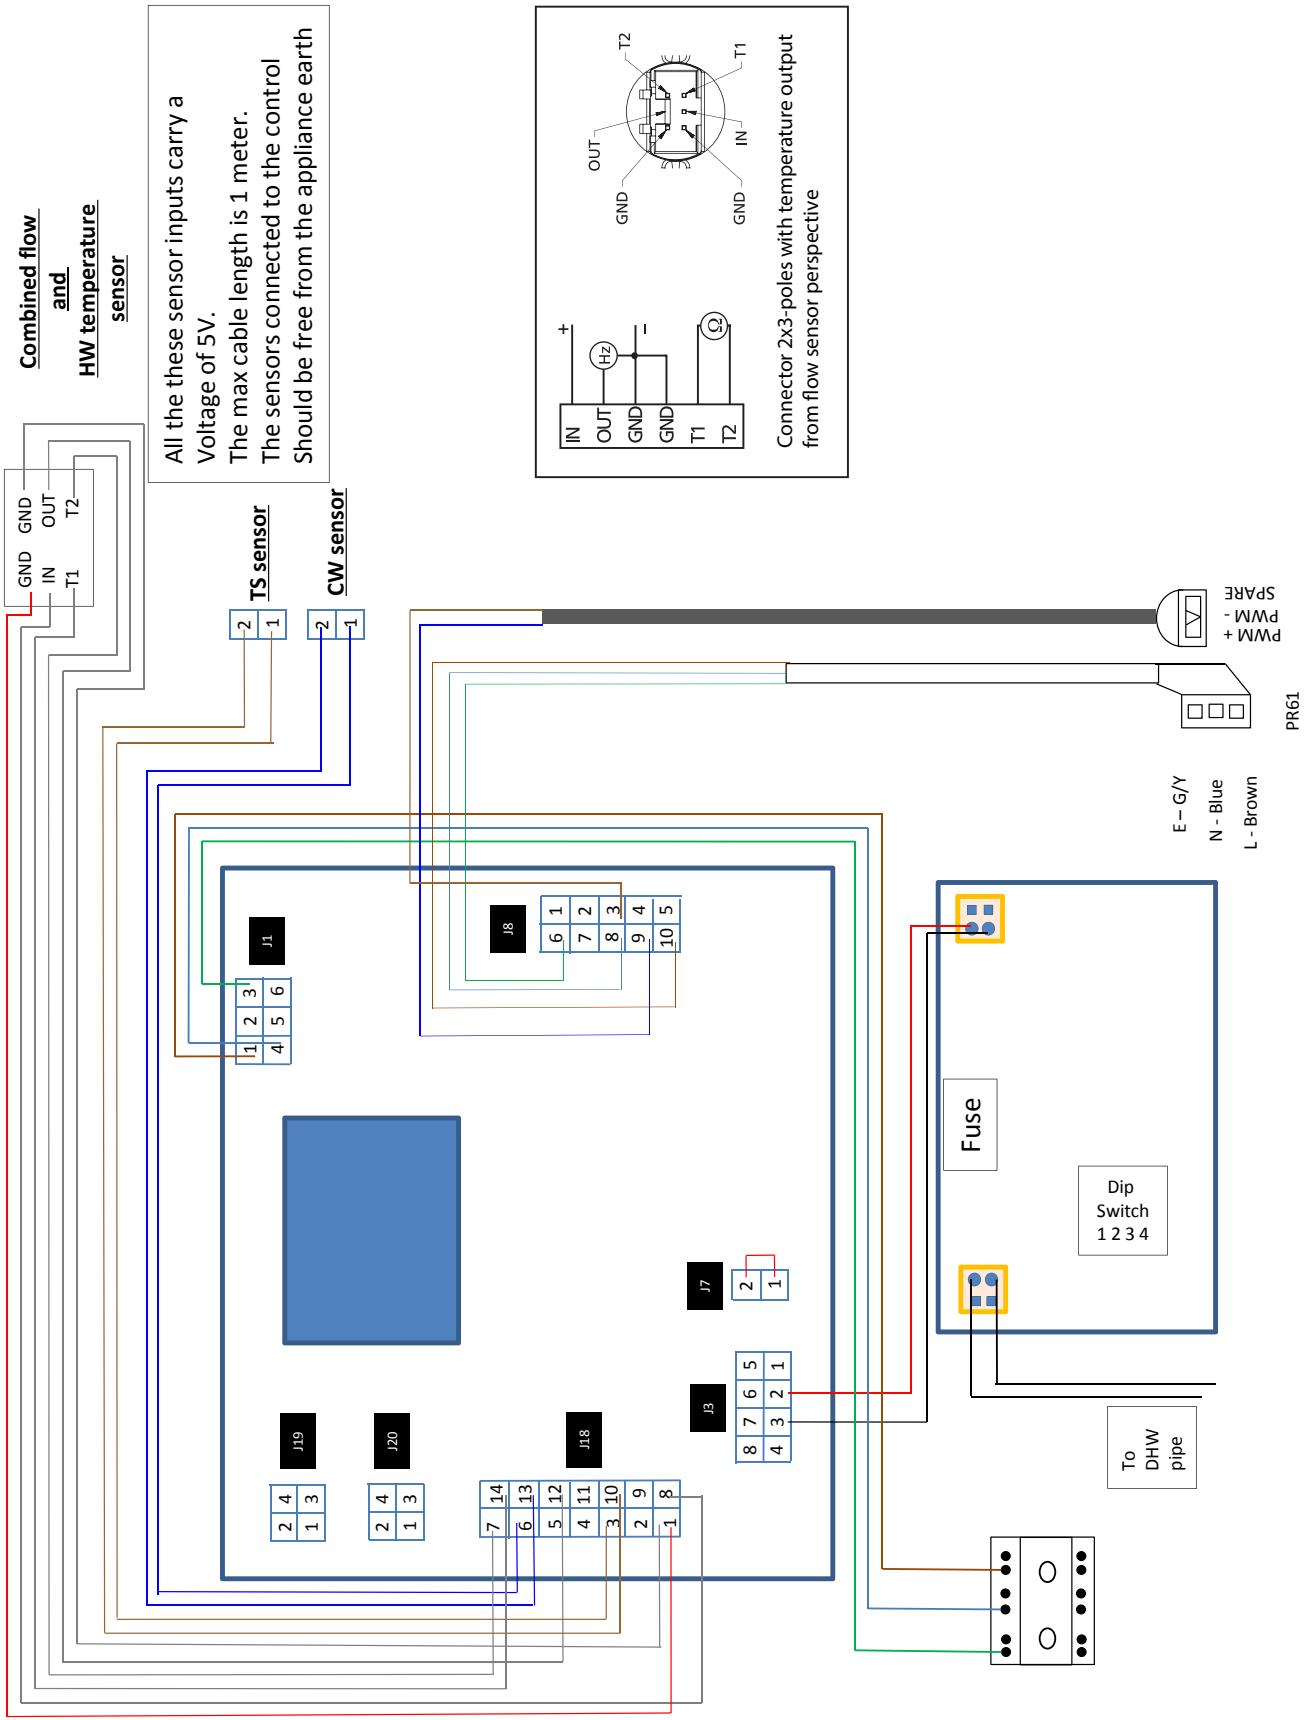 Combined flow
and
HW temperature
sensor
All the these sensor inputs carry a
Voltage of 5V.
The max cable length is 1 meter.
The sensors connected to the control
Should be free from the appliance earth
GND GND
IN OUT
T1 T2
TS sensor
2
1
CW sensor
2
1
IN
OUT
GND
GND
T1
T2
+
Hz
-
Ω
OUT
GND
T2
T1
IN
GND
Connector 2x3-poles with temperature output
from flow sensor perspective
J1
1 2 3
4 5 6
J8
6 1
7 2
8 3
9 4
10 5
J19
2 4
1 3
J20
2 4
1 3
J18
7 14
6 13
5 12
4 11
3 10
2 9
1 8
J3
8 7 6 5
4 3 2 1
J7
2
1
PWM +
PWM -
SPARE
PR61
E – G/Y
N - Blue
L - Brown
Fuse
Dip
Switch
1 2 3 4
To
DHW
pipe